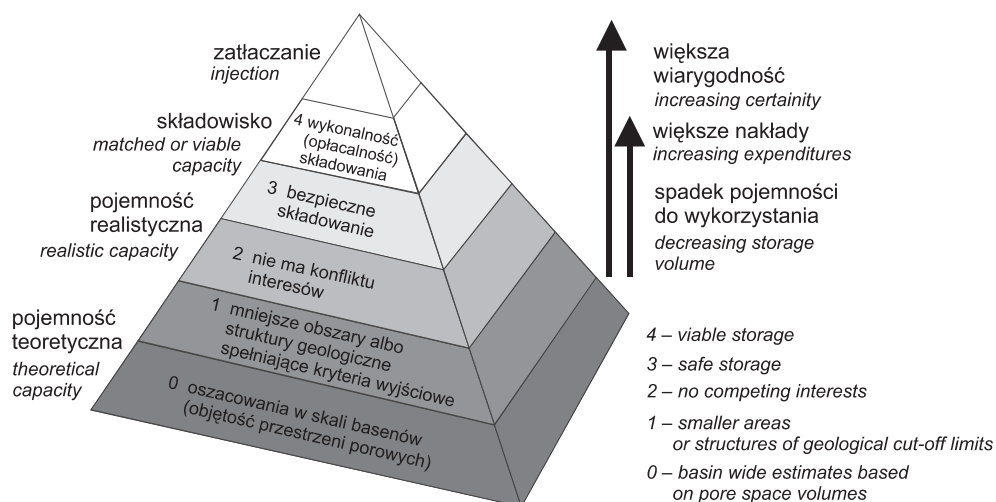 zatłaczanie
injection
składowisko
matched or viable
capacity
pojemność
realistyczna
realistic capacity
pojemność
teoretyczna
theoretical
capacity
4 wykonalność
(opłacalność)
składowania
3 bezpieczne
składowanie
2 nie ma konfliktu
interesów
1 mniejsze obszary albo
struktury geologiczne
spełniające kryteria wyjściowe
0 oszacowania w skali basenów
(objętość przestrzeni porowych)
większa
wiarygodność
increasing certainity
większe nakłady
increasing expenditures
spadek pojemności
do wykorzystania
decreasing storage
volume
4 – viable storage
3 – safe storage
2 – no competing interests
1 – smaller areas
or structures of geological cut-off limits
0 – basin wide estimates based
on pore space volumes